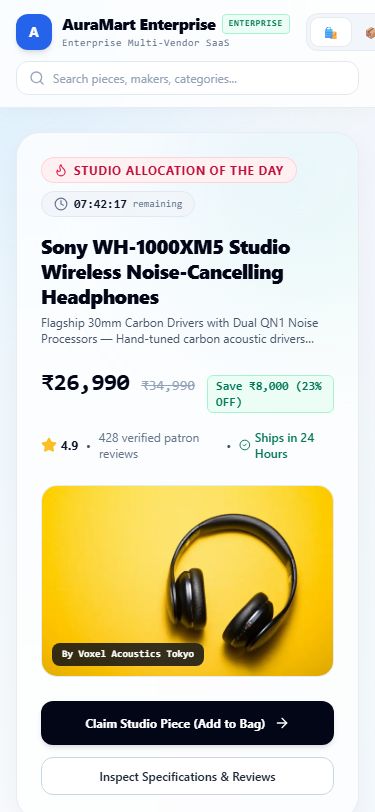 A
AuraMart Enterprise
ENTERPRISE
Enterprise Multi-Vendor SaaS
Search pieces, makers, categories...
STUDIO ALLOCATION OF THE DAY
07:42:17 remaining
Sony WH-1000XM5 Studio
Wireless Noise-Cancelling
Headphones
Flagship 30mm Carbon Drivers with Dual QN1 Noise
Processors — Hand-tuned carbon acoustic drivers...
₹26,990 ₹34,990 Save ₹8,000 (23%
OFF)
4.9 • 428 verified patron
reviews • Ships in 24
Hours
By Voxel Acoustics Tokyo
Claim Studio Piece (Add to Bag) →
Inspect Specifications & Reviews